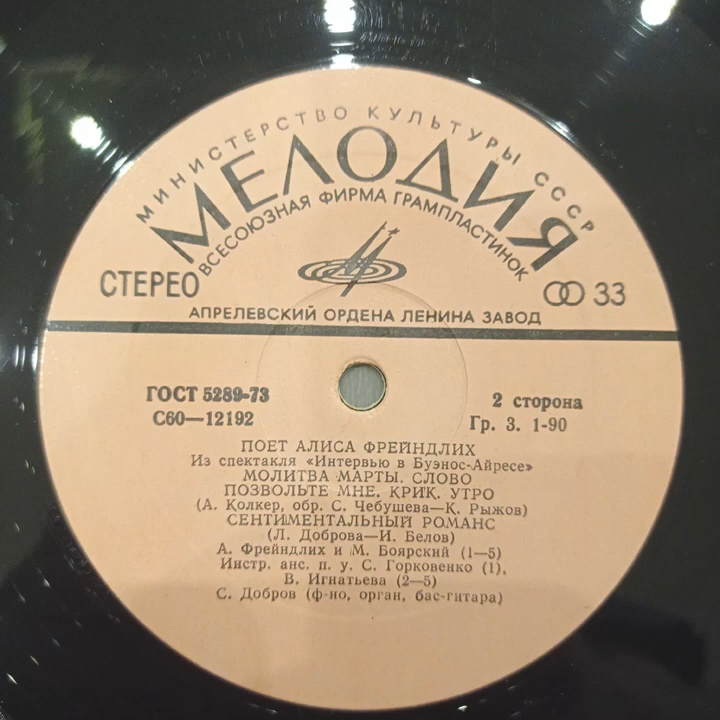 МИНИСТЕРСТВО КУЛЬТУРЫ СССР
МЕЛОДИЯ
ВСЕСОЮЗНАЯ ФИРМА ГРАМПЛАСТИНОК
СТЕРЕО
33
АПРЕЛЕВСКИЙ ОРДЕНА ЛЕНИНА ЗАВОД
ГОСТ 5289-73
С60—12192
2 сторона
Гр. 3. 1-90
ПОЕТ АЛИСА ФРЕЙНДЛИХ
Из спектакля «Интервью в Буэнос-Айресе»
МОЛИТВА МАРТЫ. СЛОВО
ПОЗВОЛЬТЕ МНЕ. КРИК. УТРО
(А. Колкер, обр. С. Чебушева—К. Рыжов)
СЕНТИМЕНТАЛЬНЫЙ РОМАНС
(Л. Доброва—И. Белов)
А. Фрейндлих и М. Боярский (1—5)
Инстр. анс. п. у. С. Горковенко (1),
В. Игнатьева (2—5)
С. Добров (ф-но, орган, бас-гитара)